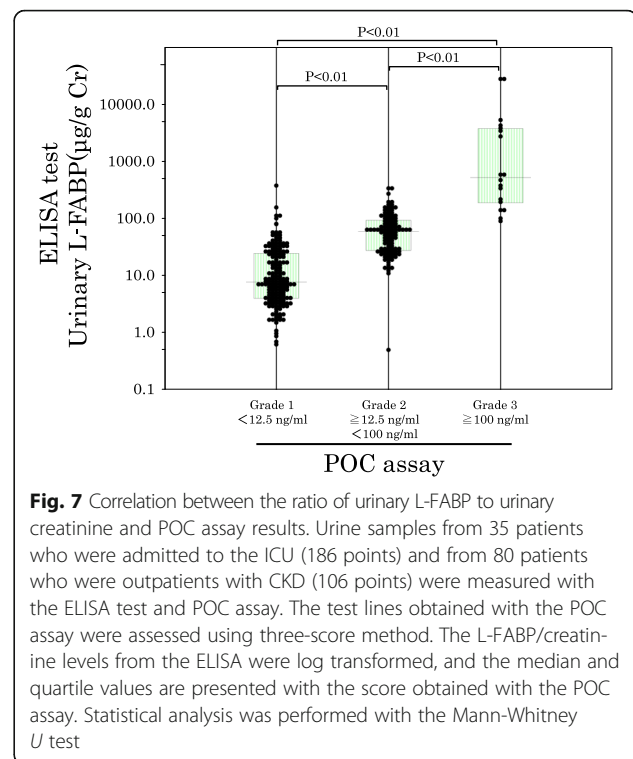 P<0.01
P<0.01
P<0.01
ELISA test
Urinary L-FABP(μg/g Cr)
10000.0
1000.0
100.0
10.0
1.0
0.1
Grade 1
<12.5 ng/ml
Grade 2
≧12.5 ng/ml
<100 ng/ml
Grade 3
≧100 ng/ml
POC assay
Fig. 7 Correlation between the ratio of urinary L-FABP to urinary
creatinine and POC assay results. Urine samples from 35 patients
who were admitted to the ICU (186 points) and from 80 patients
who were outpatients with CKD (106 points) were measured with
the ELISA test and POC assay. The test lines obtained with the POC
assay were assessed using three-score method. The L-FABP/creatin-
ine levels from the ELISA were log transformed, and the median and
quartile values are presented with the score obtained with the POC
assay. Statistical analysis was performed with the Mann-Whitney
U test